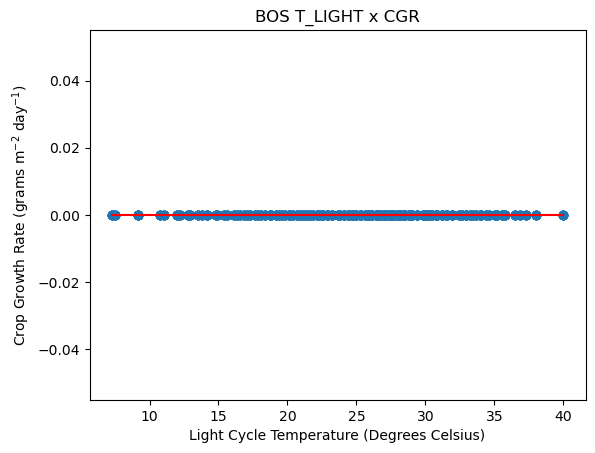 BOS T_LIGHT x CGR
Crop Growth Rate (grams m⁻² day⁻¹)
0.04
0.02
0.00
−0.02
−0.04
10 15 20 25 30 35 40
Light Cycle Temperature (Degrees Celsius)